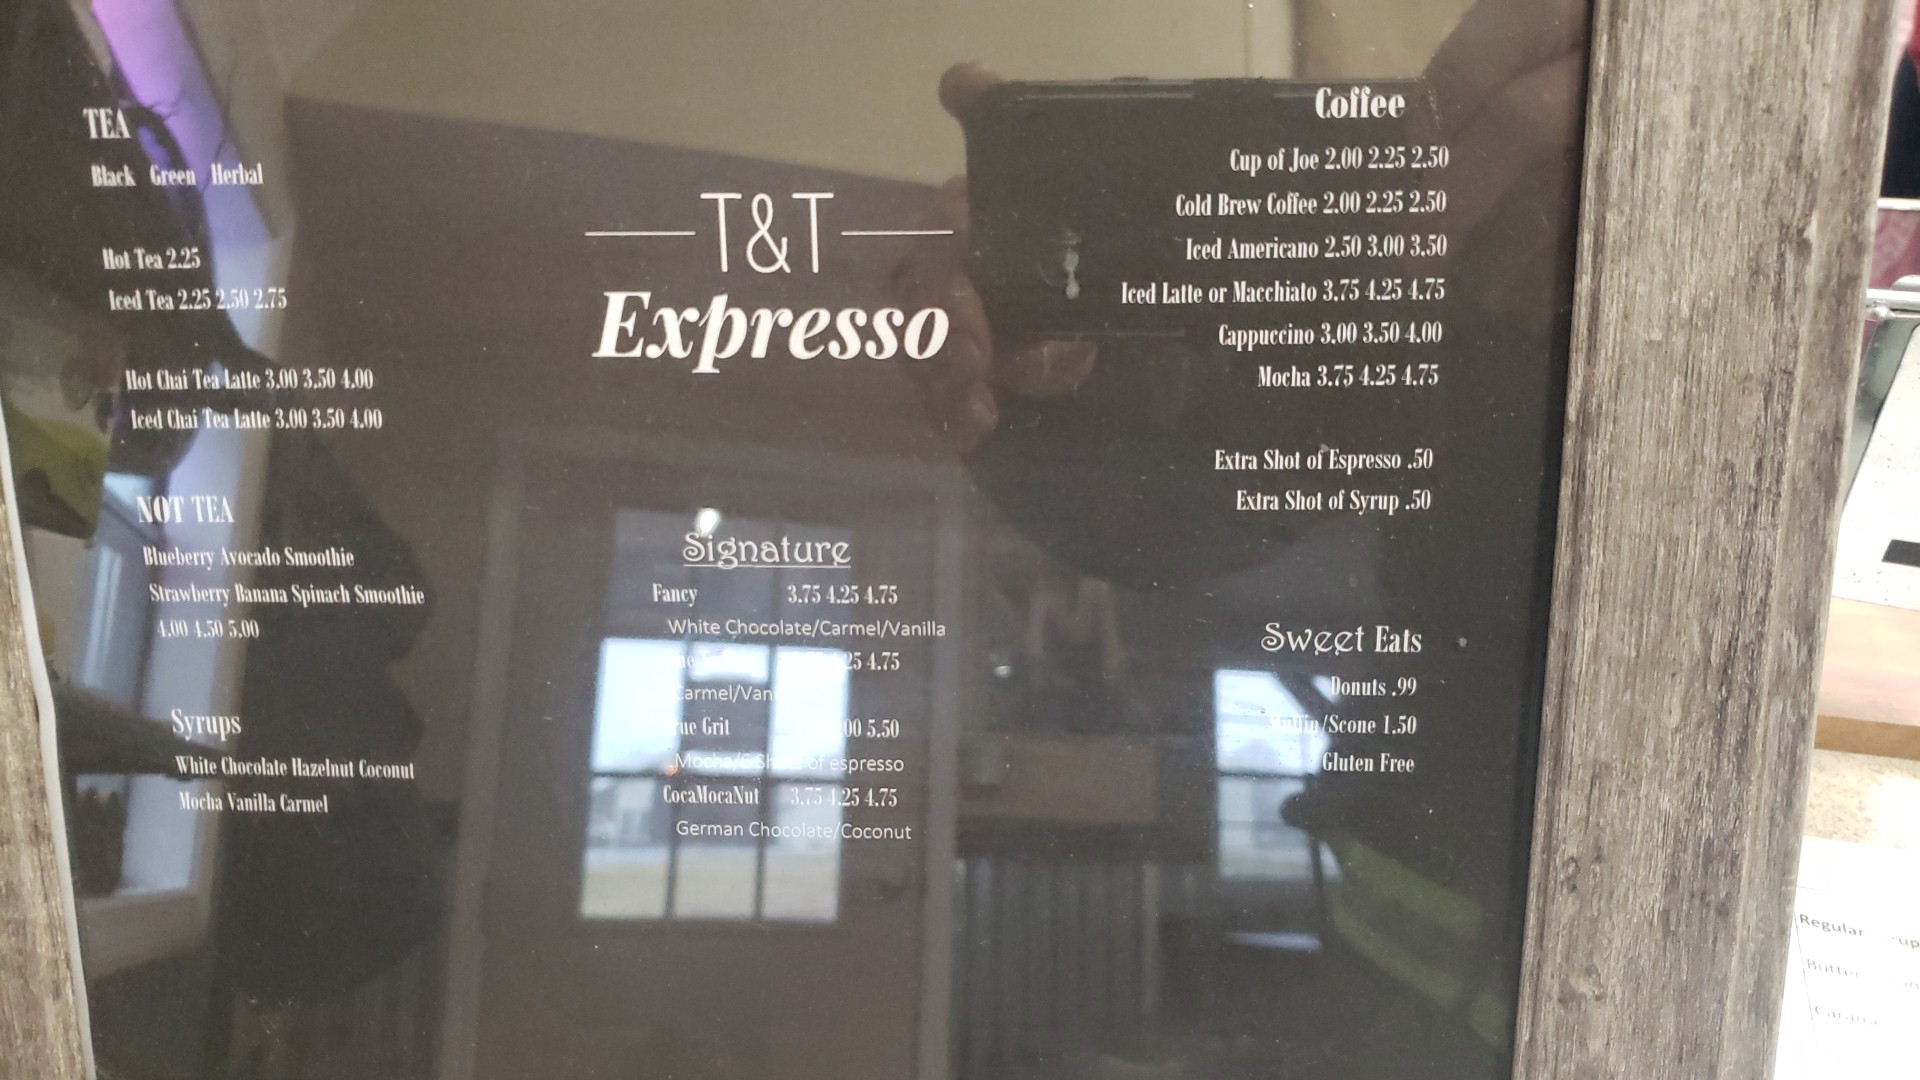 TEA
Black Green Herbal
Hot Tea 2.25
Iced Tea 2.25 2.50 2.75
Hot Chai Tea Latte 3.00 3.50 4.00
Iced Chai Tea Latte 3.00 3.50 4.00
NOT TEA
Blueberry Avocado Smoothie
Strawberry Banana Spinach Smoothie
4.00 4.50 5.00
Syrups
White Chocolate Hazelnut Coconut
Mocha Vanilla Carmel
T&T
Expresso
Signature
Fancy 3.75 4.25 4.75
White Chocolate/Carmel/Vanilla
4.75
Carmel/
Grit 5.50
Mocha/6 Shots of espresso
CocaMocaNut 3.75 4.25 4.75
German Chocolate/Coconut
Coffee
Cup of Joe 2.00 2.25 2.50
Cold Brew Coffee 2.00 2.25 2.50
Iced Americano 2.50 3.00 3.50
Iced Latte or Macchiato 3.75 4.25 4.75
Cappuccino 3.00 3.50 4.00
Mocha 3.75 4.25 4.75
Extra Shot of Espresso .50
Extra Shot of Syrup .50
Sweet Eats
Donuts .99
Muffin/Scone 1.50
Gluten Free
Regular
Butter